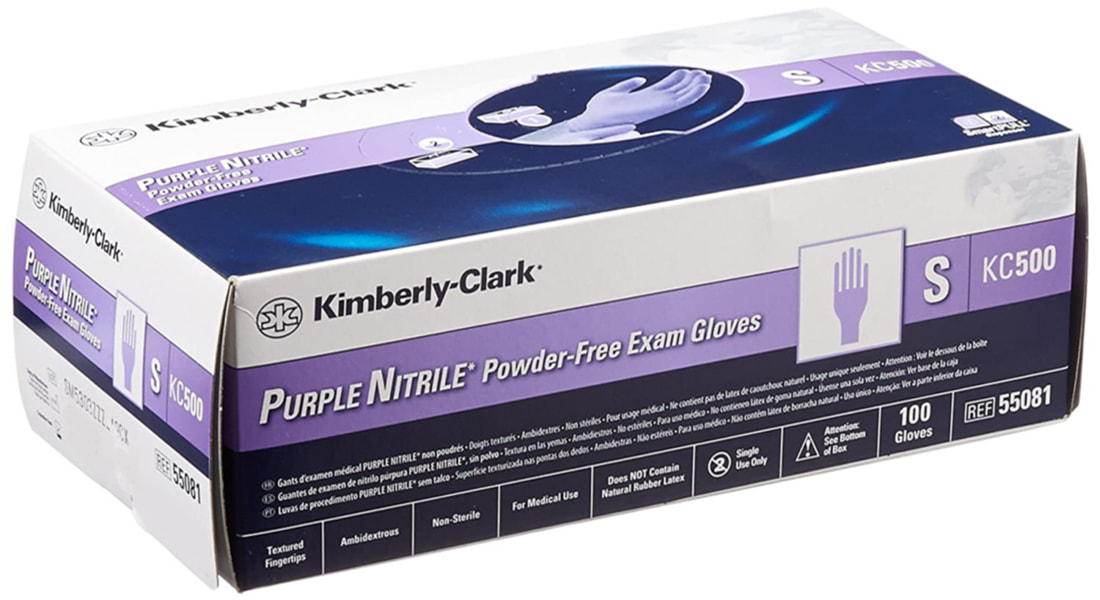 Kimberly-Clark*
PURPLE NITRILE*
Powder-Free
Exam Gloves
2
1
S
KC500
SmartPULL*
dispenser
Kimberly-Clark*
PURPLE NITRILE*
Powder-Free Exam Gloves
S
KC500
REF 55081
Kimberly-Clark*
PURPLE NITRILE* Powder-Free Exam Gloves
S
KC500
FR Gants d'examen médical PURPLE NITRILE* non poudrés • Doigts texturés • Ambidextres • Non stériles • Pour usage médical • Ne contient pas de latex de caoutchouc naturel • Usage unique seulement • Attention : Voir le dessous de la boîte
ES Guantes de examen de nitrilo púrpura PURPLE NITRILE*, sin polvo • Textura en las yemas • Ambidiestros • No estériles • Para uso médico • No contienen látex de goma natural • Úsense una sola vez • Atención: Ver base de la caja
PT Luvas de procedimento PURPLE NITRILE* sem talco • Superfície texturizada nas pontas dos dedos • Ambidestras • Não estéreis • Para uso médico • Não contém látex de borracha natural • Uso único • Atenção: Ver a parte inferior da caixa
Textured
Fingertips
Ambidextrous
Non-Sterile
For Medical Use
Does NOT Contain
Natural Rubber Latex
2
Single
Use Only
Attention:
See Bottom
of Box
100
Gloves
REF 55081